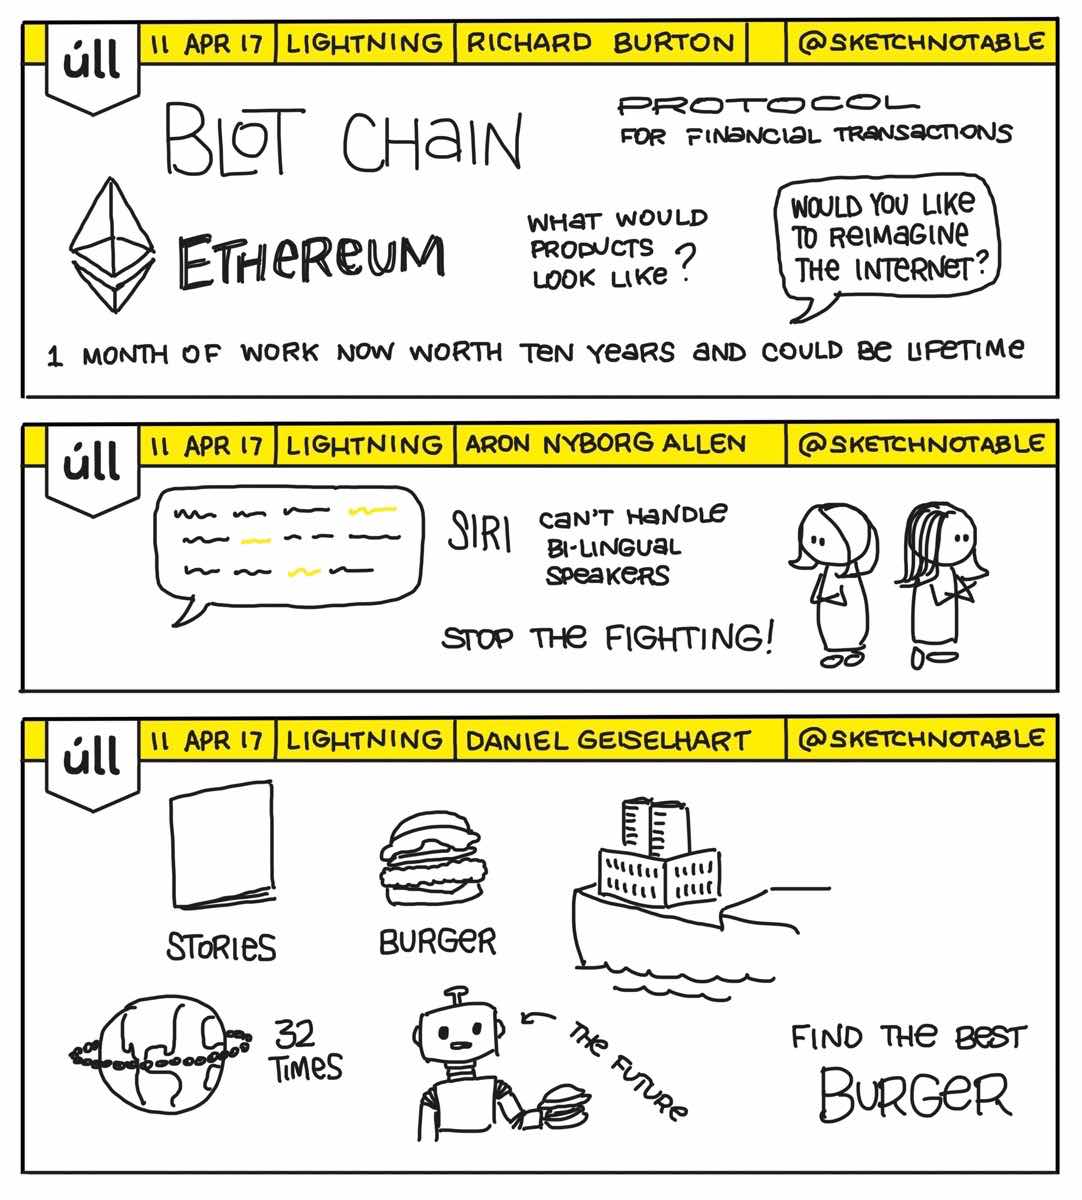 úll
11 APR 17 LIGHTNING RICHARD BURTON @SKETCHNOTABLE
BLOT CHAIN
PROTOCOL
FOR FINANCIAL TRANSACTIONS
ETHEREUM
WHAT WOULD
PRODUCTS
LOOK LIKE?
WOULD YOU LIKE
TO REIMAGINE
THE INTERNET?
1 MONTH OF WORK NOW WORTH TEN YEARS AND COULD BE LIFETIME
úll
11 APR 17 LIGHTNING ARON NYBORG ALLEN @SKETCHNOTABLE
SIRI
CAN'T HANDLE
BI-LINGUAL
SPEAKERS
STOP THE FIGHTING!
úll
11 APR 17 LIGHTNING DANIEL GEISELHART @SKETCHNOTABLE
STORIES
BURGER
32
TIMES
THE FUTURE
FIND THE BEST
BURGER